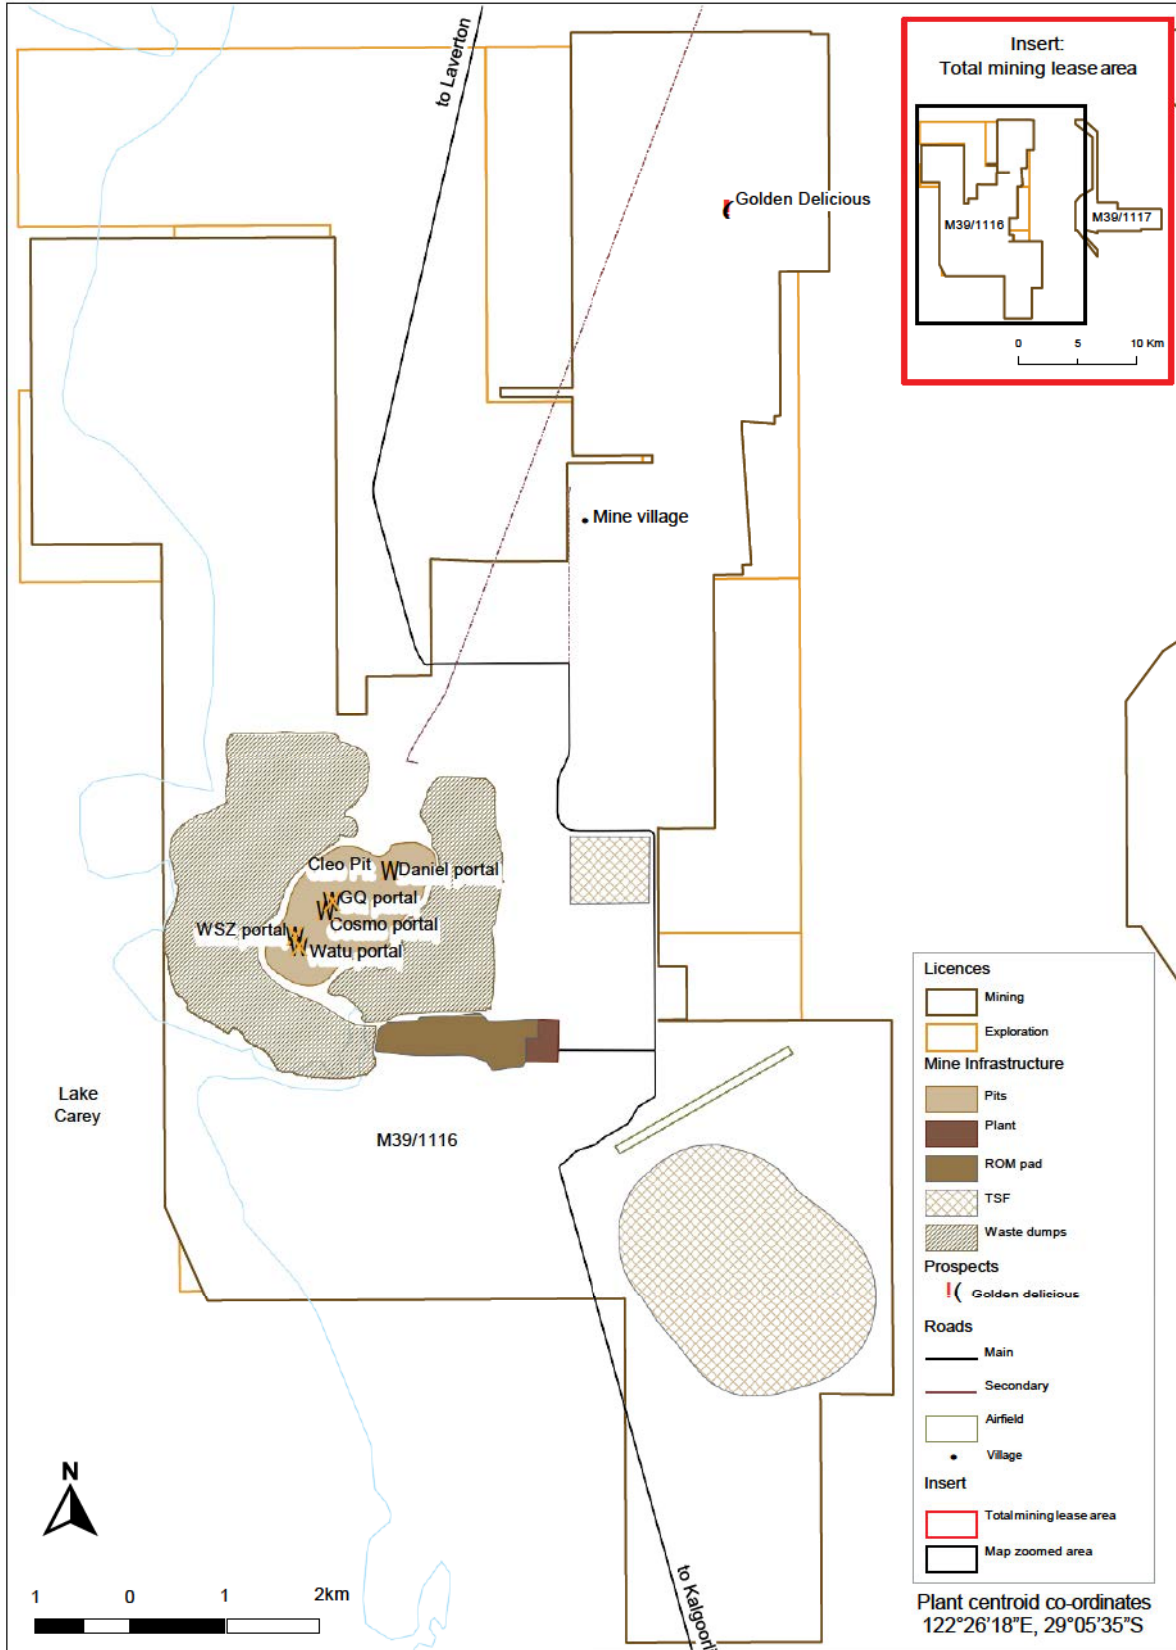 to Laverton
Insert:
Total mining lease area
M39/1116
M39/1117
0 5 10 Km
Golden Delicious
Mine village
Cleo Pit
Daniel portal
GQ portal
Cosmo portal
WSZ portal
Watu portal
Lake
Carey
M39/1116
to Kalgoorli
N
1 0 1 2km
Licences
Mining
Exploration
Mine Infrastructure
Pits
Plant
ROM pad
TSF
Waste dumps
Prospects
Golden delicious
Roads
Main
Secondary
Airfield
Village
Insert
Total mining lease area
Map zoomed area
Plant centroid co-ordinates
122°26'18"E, 29°05'35"S